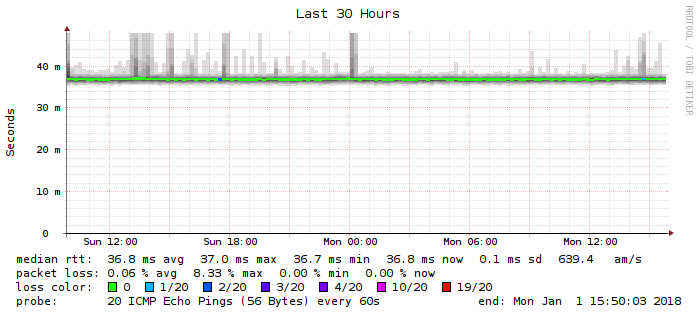 Last 30 Hours
RRDTOOL / TOBI OETIKER
Seconds
40 m
30 m
20 m
10 m
0
Sun 12:00 Sun 18:00 Mon 00:00 Mon 06:00 Mon 12:00
median rtt: 36.8 ms avg 37.0 ms max 36.7 ms min 36.8 ms now 0.1 ms sd 639.4 am/s
packet loss: 0.06 % avg 8.33 % max 0.00 % min 0.00 % now
loss color: 0 1/20 2/20 3/20 4/20 10/20 19/20
probe: 20 ICMP Echo Pings (56 Bytes) every 60s end: Mon Jan 1 15:50:03 2018